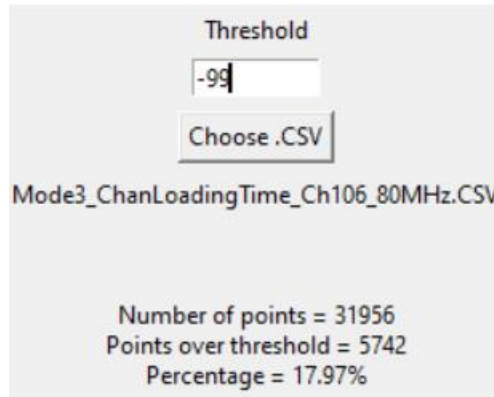 Threshold
-99
Choose .CSV
Mode3_ChanLoadingTime_Ch106_80MHz.CSV
Number of points = 31956
Points over threshold = 5742
Percentage = 17.97%